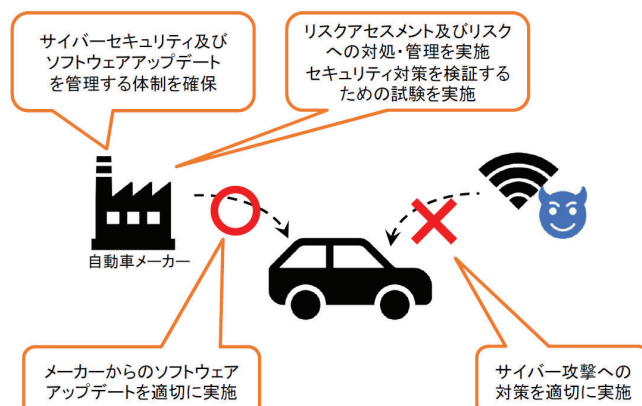 サイバーセキュリティ及び
ソフトウェアアップデート
を管理する体制を確保
リスクアセスメント及びリスク
への対処・管理を実施
セキュリティ対策を検証する
ための試験を実施
自動車メーカー
メーカーからのソフトウェア
アップデートを適切に実施
サイバー攻撃への
対策を適切に実施